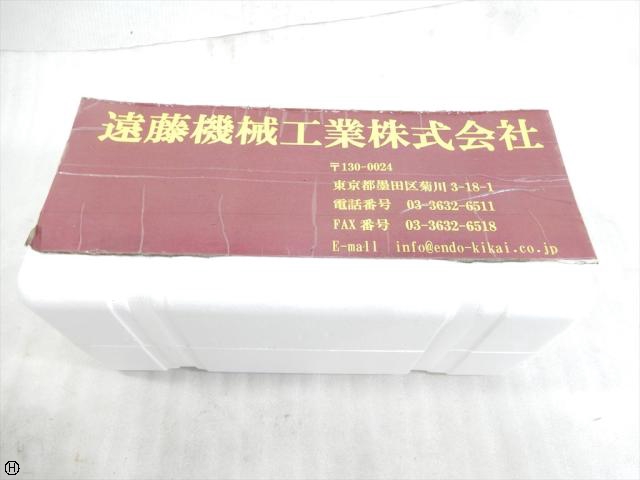 遠藤機械工業株式会社
〒130-0024
東京都墨田区菊川 3-18-1
電話番号 03-3632-6511
FAX 番号 03-3632-6518
E-mail info@endo-kikai.co.jp
H